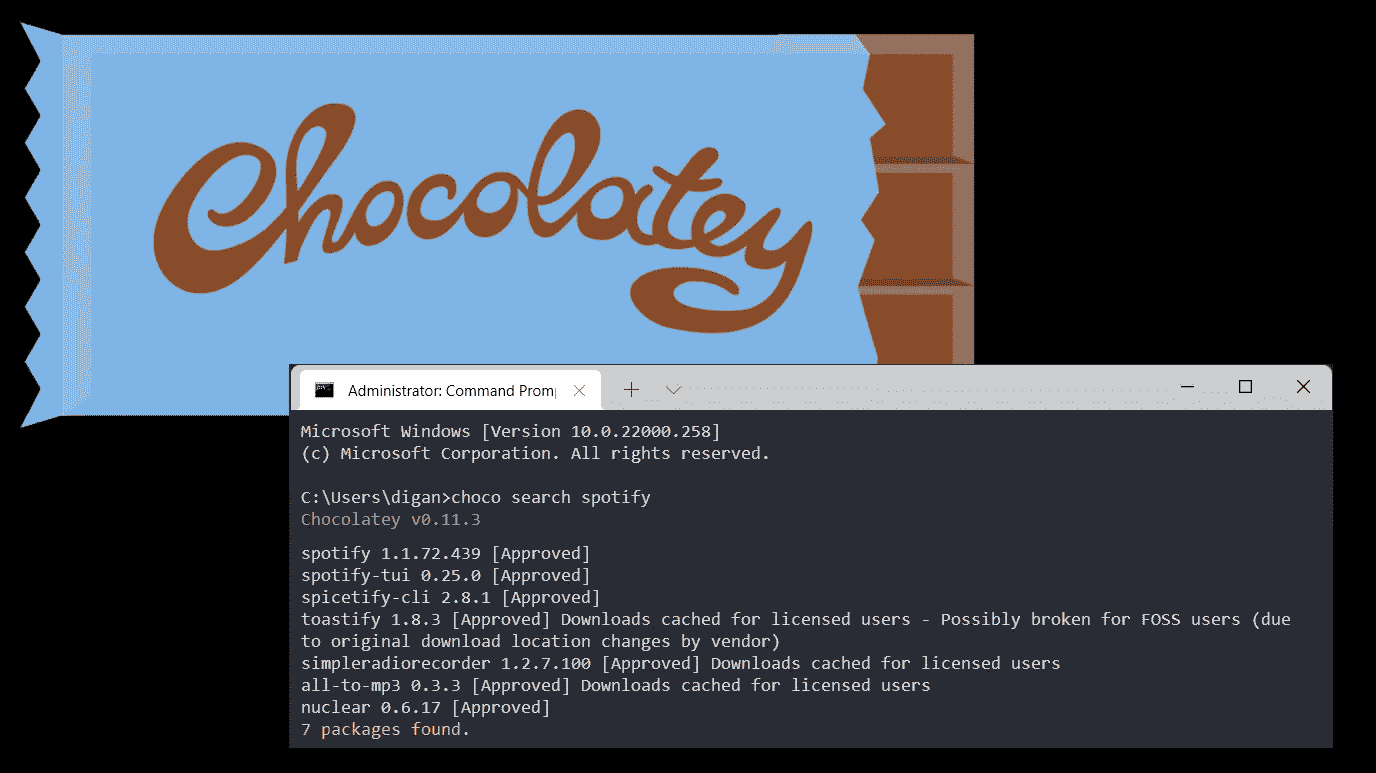 Chocolatey
Administrator: Command Prom
Microsoft Windows [Version 10.0.22000.258]
(c) Microsoft Corporation. All rights reserved.
C:\Users\digan>choco search spotify
Chocolatey v0.11.3
spotify 1.1.72.439 [Approved]
spotify-tui 0.25.0 [Approved]
spicetify-cli 2.8.1 [Approved]
toastify 1.8.3 [Approved] Downloads cached for licensed users - Possibly broken for FOSS users (due
to original download location changes by vendor)
simpleradiorecorder 1.2.7.100 [Approved] Downloads cached for licensed users
all-to-mp3 0.3.3 [Approved] Downloads cached for licensed users
nuclear 0.6.17 [Approved]
7 packages found.